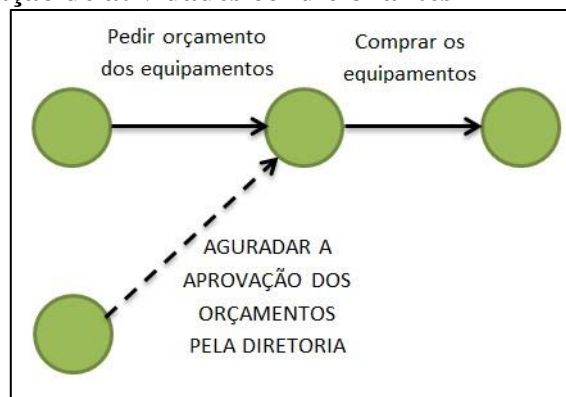 Pedir orçamento
dos equipamentos
Comprar os
equipamentos
AGURADAR A
APROVAÇÃO DOS
ORÇAMENTOS
PELA DIRETORIA